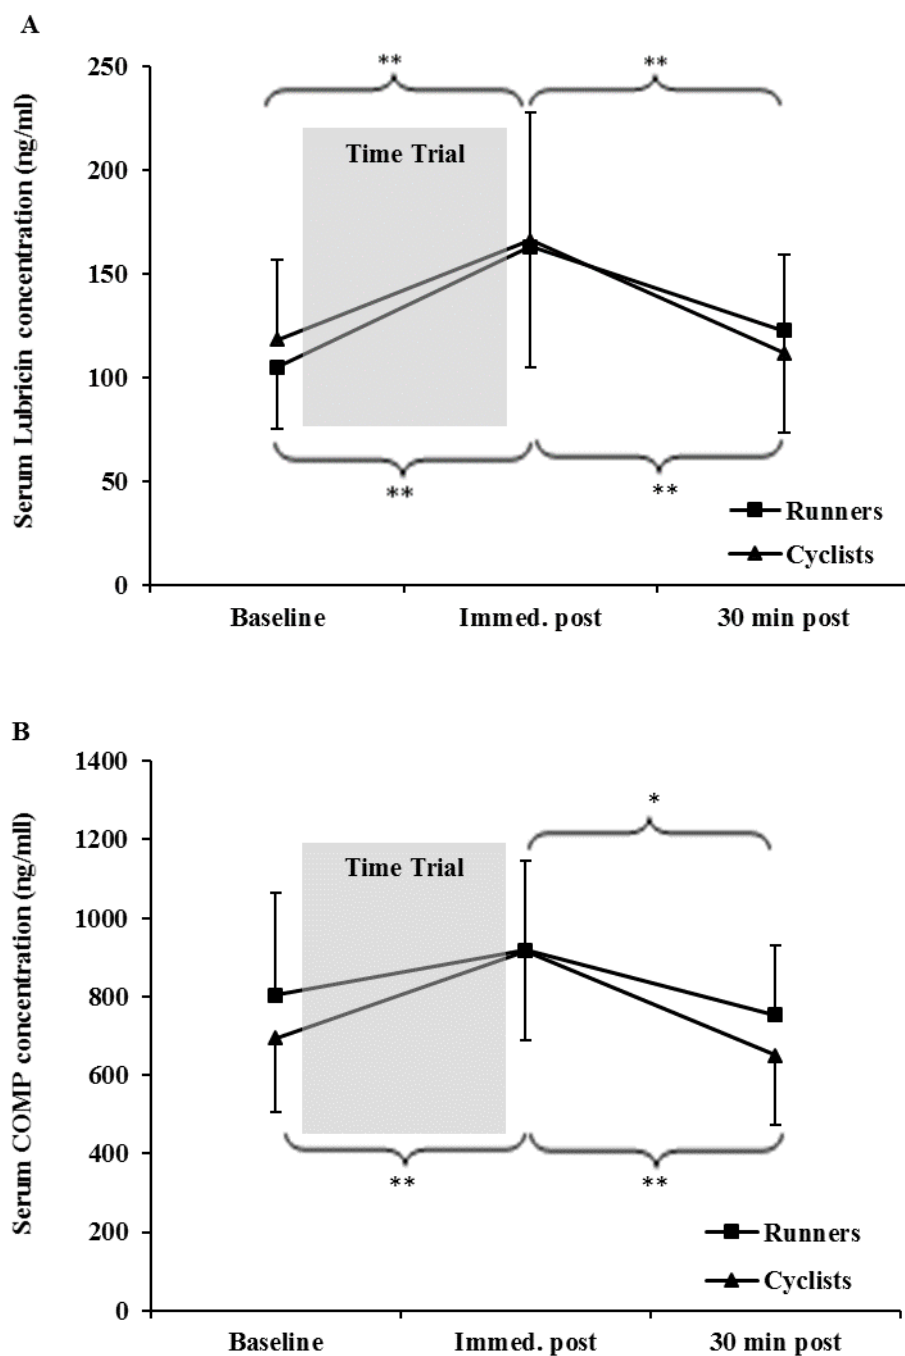 A
** **
250
200
150
100
50
0
Serum Lubricin concentration (ng/ml)
Time Trial
** **
Runners
Cyclists
Baseline Immed. post 30 min post
B
1400
1200
1000
800
600
400
200
0
Serum COMP concentration (ng/mll)
*
Time Trial
** **
Runners
Cyclists
Baseline Immed. post 30 min post